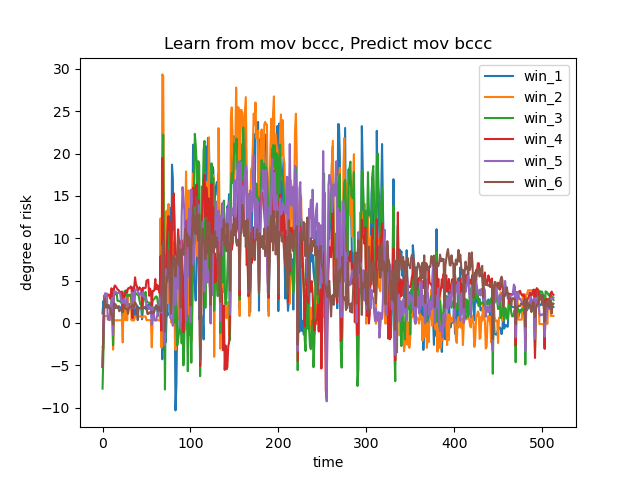 Learn from mov bccc, Predict mov bccc
degree of risk
30
25
20
15
10
5
0
−5
−10
win_1
win_2
win_3
win_4
win_5
win_6
0 100 200 300 400 500
time